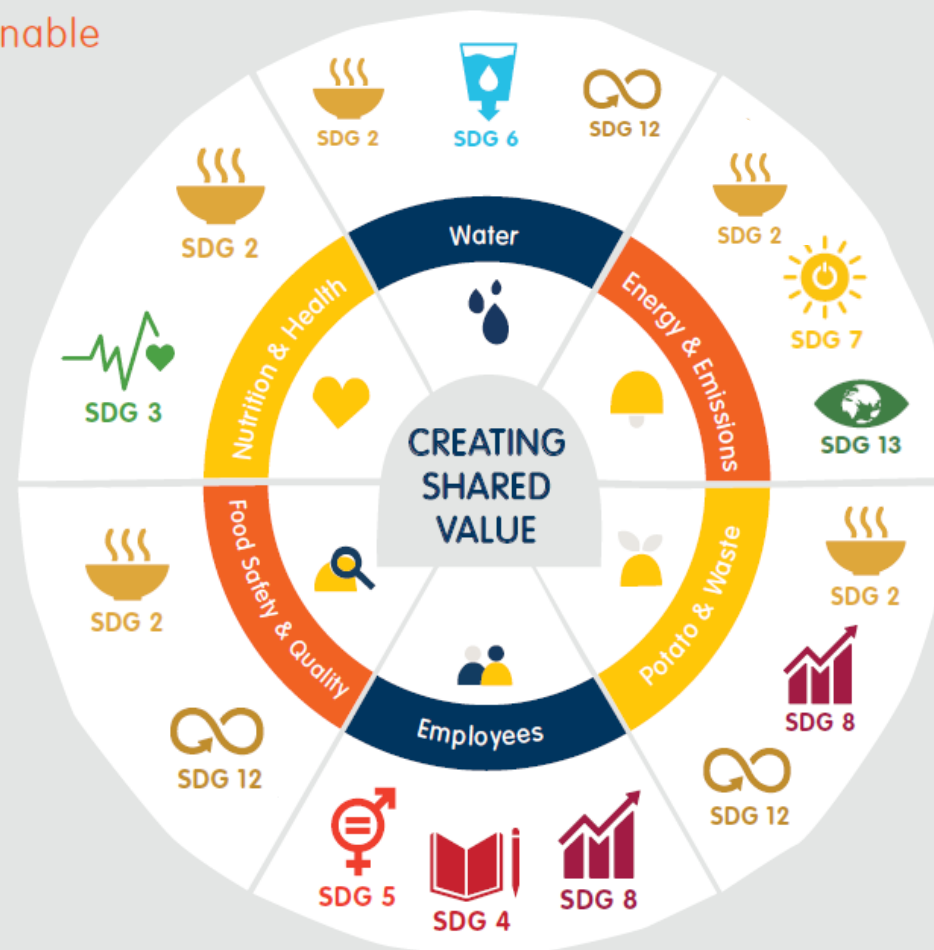 nable
SDG 2
SDG 6
SDG 12
SDG 2
SDG 2
SDG 7
SDG 3
SDG 13
Water
Nutrition & Health
Energy & Emissions
CREATING
SHARED
VALUE
Food Safety & Quality
Potato & Waste
Employees
SDG 2
SDG 2
SDG 8
SDG 12
SDG 12
SDG 5
SDG 4
SDG 8